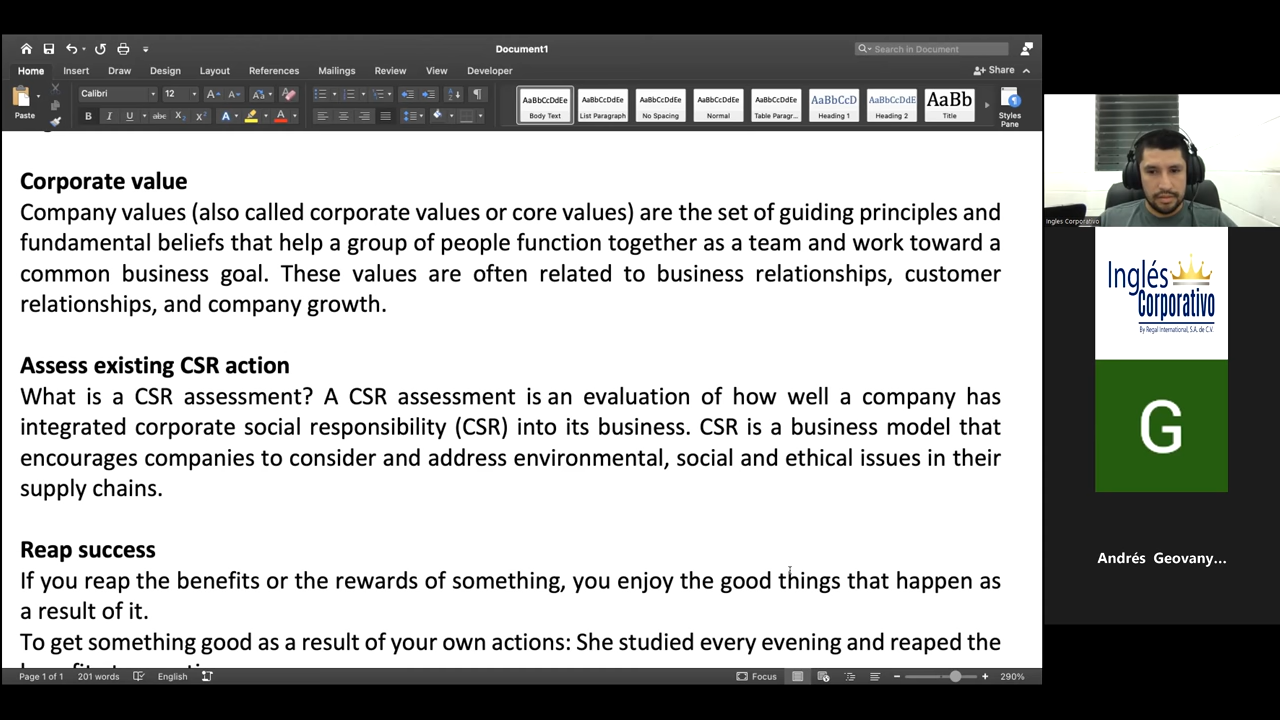 Document1
Search in Document
Home Insert Draw Design Layout References Mailings Review View Developer
Share
Paste
Calibri 12
AaBbCcDdEe AaBbCcDdEe AaBbCcDdEe AaBbCcDdEe AaBbCcDdEe AaBbCcD AaBbCcDdE AaBb
Body Text List Paragraph No Spacing Normal Table Paragr... Heading 1 Heading 2 Title
Styles
Pane
Corporate value
Company values (also called corporate values or core values) are the set of guiding principles and
fundamental beliefs that help a group of people function together as a team and work toward a
common business goal. These values are often related to business relationships, customer
relationships, and company growth.
Assess existing CSR action
What is a CSR assessment? A CSR assessment is an evaluation of how well a company has
integrated corporate social responsibility (CSR) into its business. CSR is a business model that
encourages companies to consider and address environmental, social and ethical issues in their
supply chains.
Reap success
If you reap the benefits or the rewards of something, you enjoy the good things that happen as
a result of it.
To get something good as a result of your own actions: She studied every evening and reaped the
Page 1 of 1 201 words English Focus 290%
Ingles Corporativo
Inglés
Corporativo
By Regal International, S.A. de C.V.
G
Andrés Geovany...